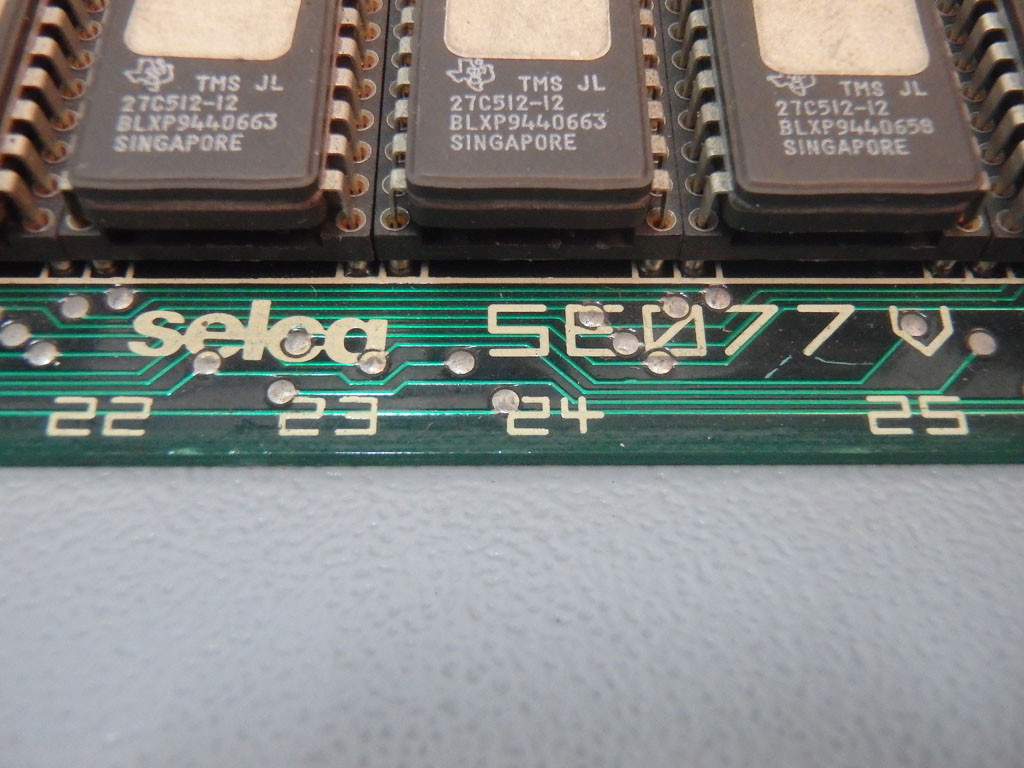 TMS JL
27C512-12
BLXP9440663
SINGAPORE
TMS JL
27C512-12
BLXP9440663
SINGAPORE
TMS JL
27C512-12
BLXP9440658
SINGAPORE
selca SE077 V
22 23 24 25